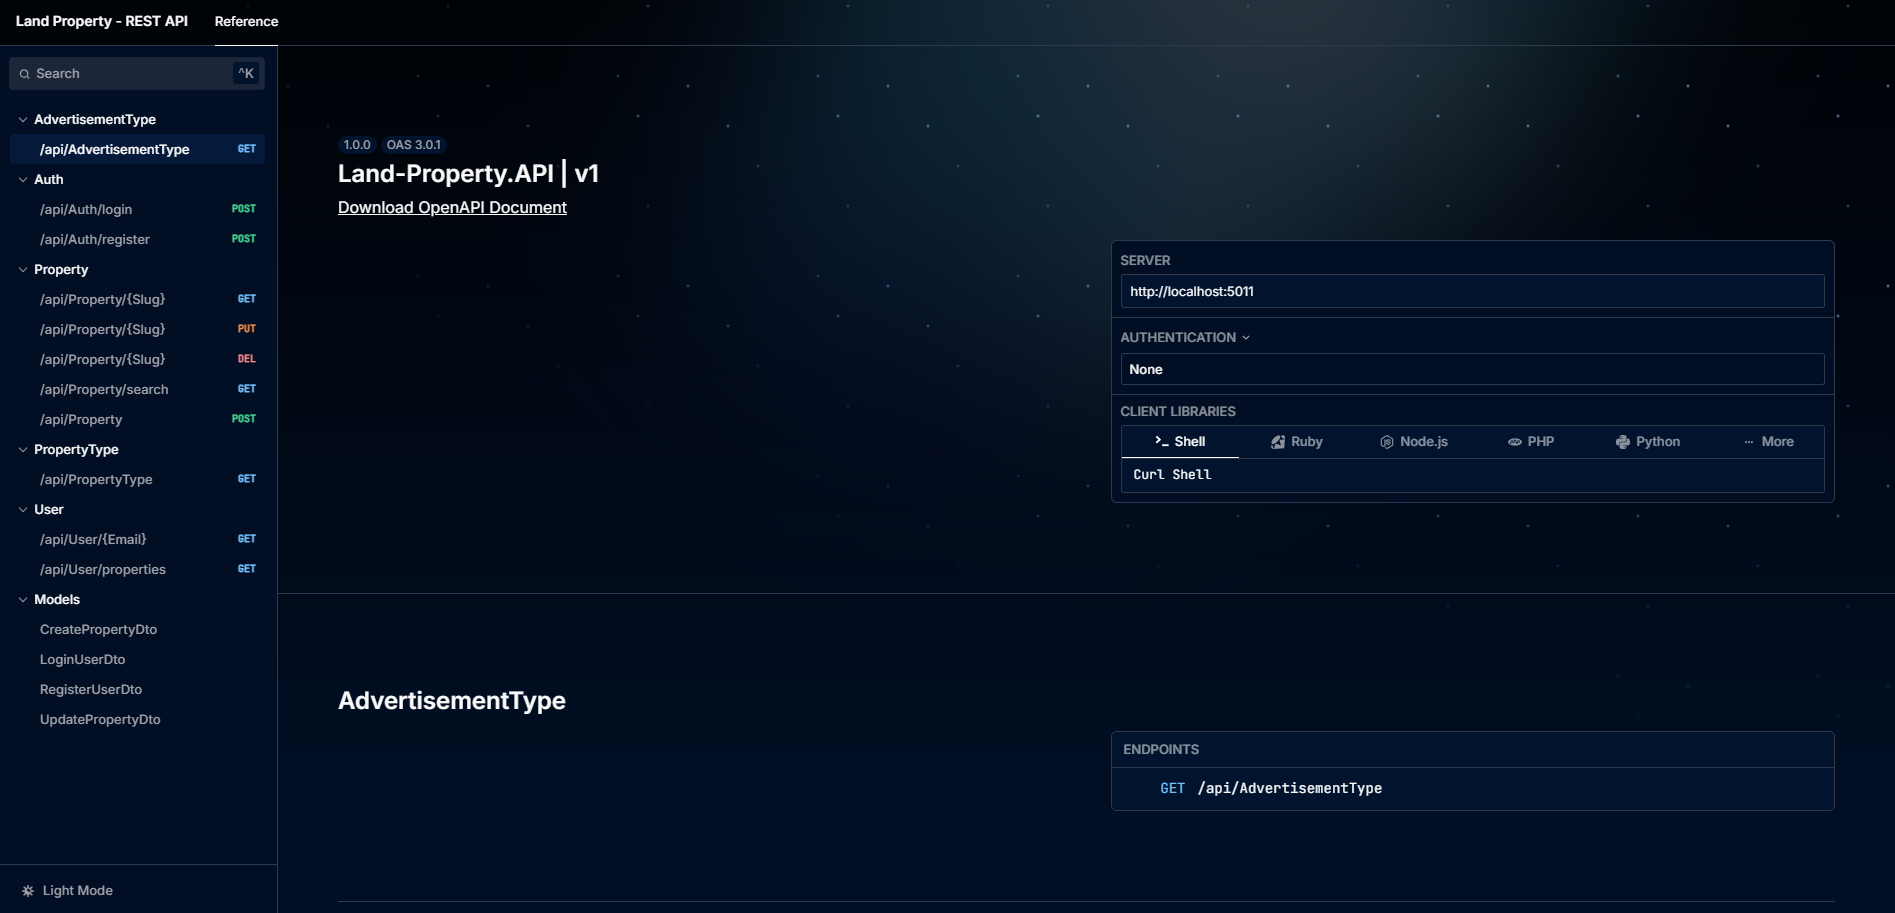 Land Property - REST API
Reference
Search
^K
AdvertisementType
/api/AdvertisementType GET
Auth
/api/Auth/login POST
/api/Auth/register POST
Property
/api/Property/{Slug} GET
/api/Property/{Slug} PUT
/api/Property/{Slug} DEL
/api/Property/search GET
/api/Property POST
PropertyType
/api/PropertyType GET
User
/api/User/{Email} GET
/api/User/properties GET
Models
CreatePropertyDto
LoginUserDto
RegisterUserDto
UpdatePropertyDto
Light Mode
1.0.0 OAS 3.0.1
Land-Property.API | v1
Download OpenAPI Document
SERVER
http://localhost:5011
AUTHENTICATION
None
CLIENT LIBRARIES
Shell Ruby Node.js PHP Python More
Curl Shell
AdvertisementType
ENDPOINTS
GET /api/AdvertisementType